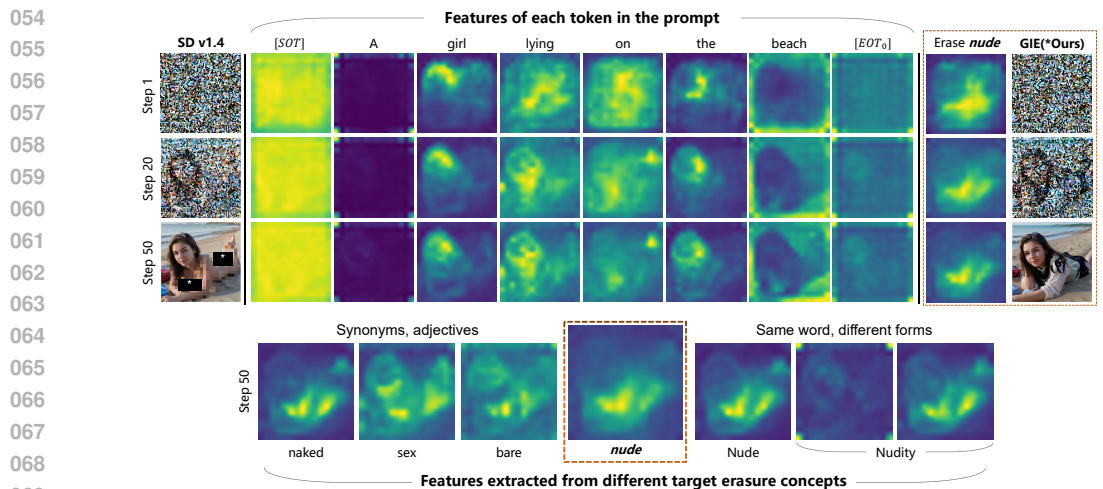 054
055
056
057
058
059
060
061
062
063
064
065
066
067
068
Features of each token in the prompt
SD v1.4 [SOT] A girl lying on the beach [EOT₀] Erase nude GIE(*Ours)
Step 1
Step 20
Step 50
* *
Synonyms, adjectives Same word, different forms
Step 50
naked sex bare nude Nude Nudity
Features extracted from different target erasure concepts